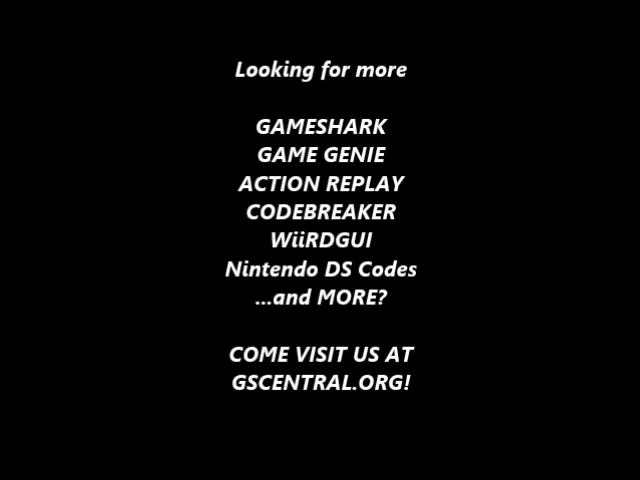 Looking for more
GAMESHARK
GAME GENIE
ACTION REPLAY
CODEBREAKER
WiiRDGUI
Nintendo DS Codes
...and MORE?
COME VISIT US AT
GSCENTRAL.ORG!